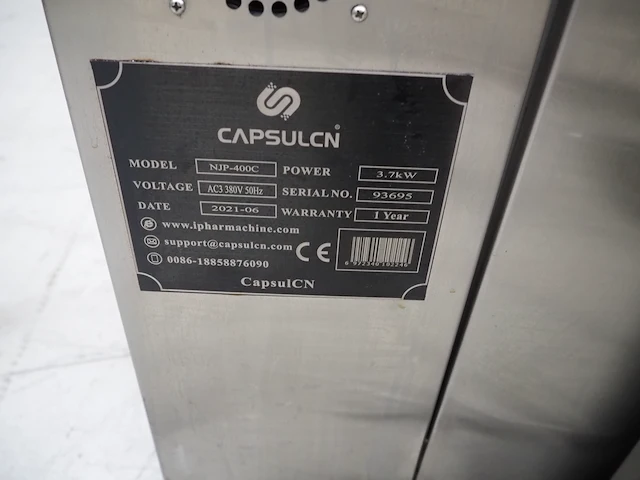 CAPSULCN®
MODEL NJP-400C POWER 3.7kW
VOLTAGE AC3 380V 50Hz SERIAL NO. 93695
DATE 2021-06 WARRANTY 1 Year
www.ipharmachine.com
support@capsulcn.com CE
0086-18858876090
CapsulCN